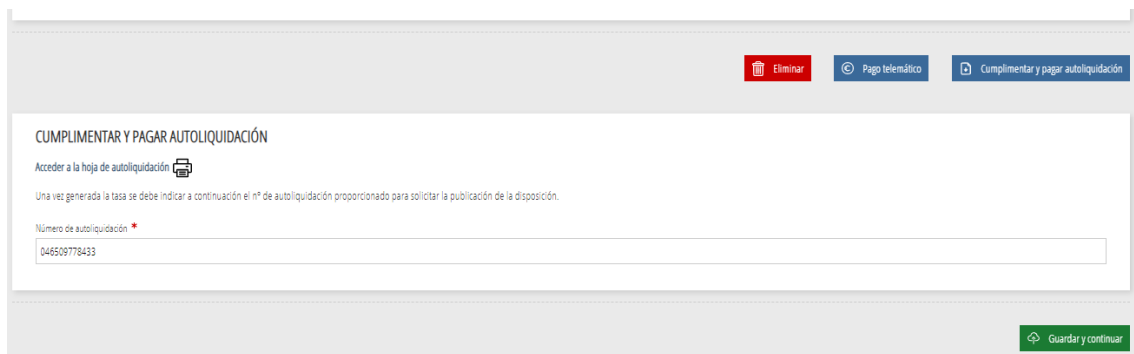 Eliminar
Pago telemático
Cumplimentar y pagar autoliquidación
CUMPLIMENTAR Y PAGAR AUTOLIQUIDACIÓN
Acceder a la hoja de autoliquidación
Una vez generada la tasa se debe indicar a continuación el nº de autoliquidación proporcionado para solicitar la publicación de la disposición.
Número de autoliquidación *
046509778433
Guardar y continuar